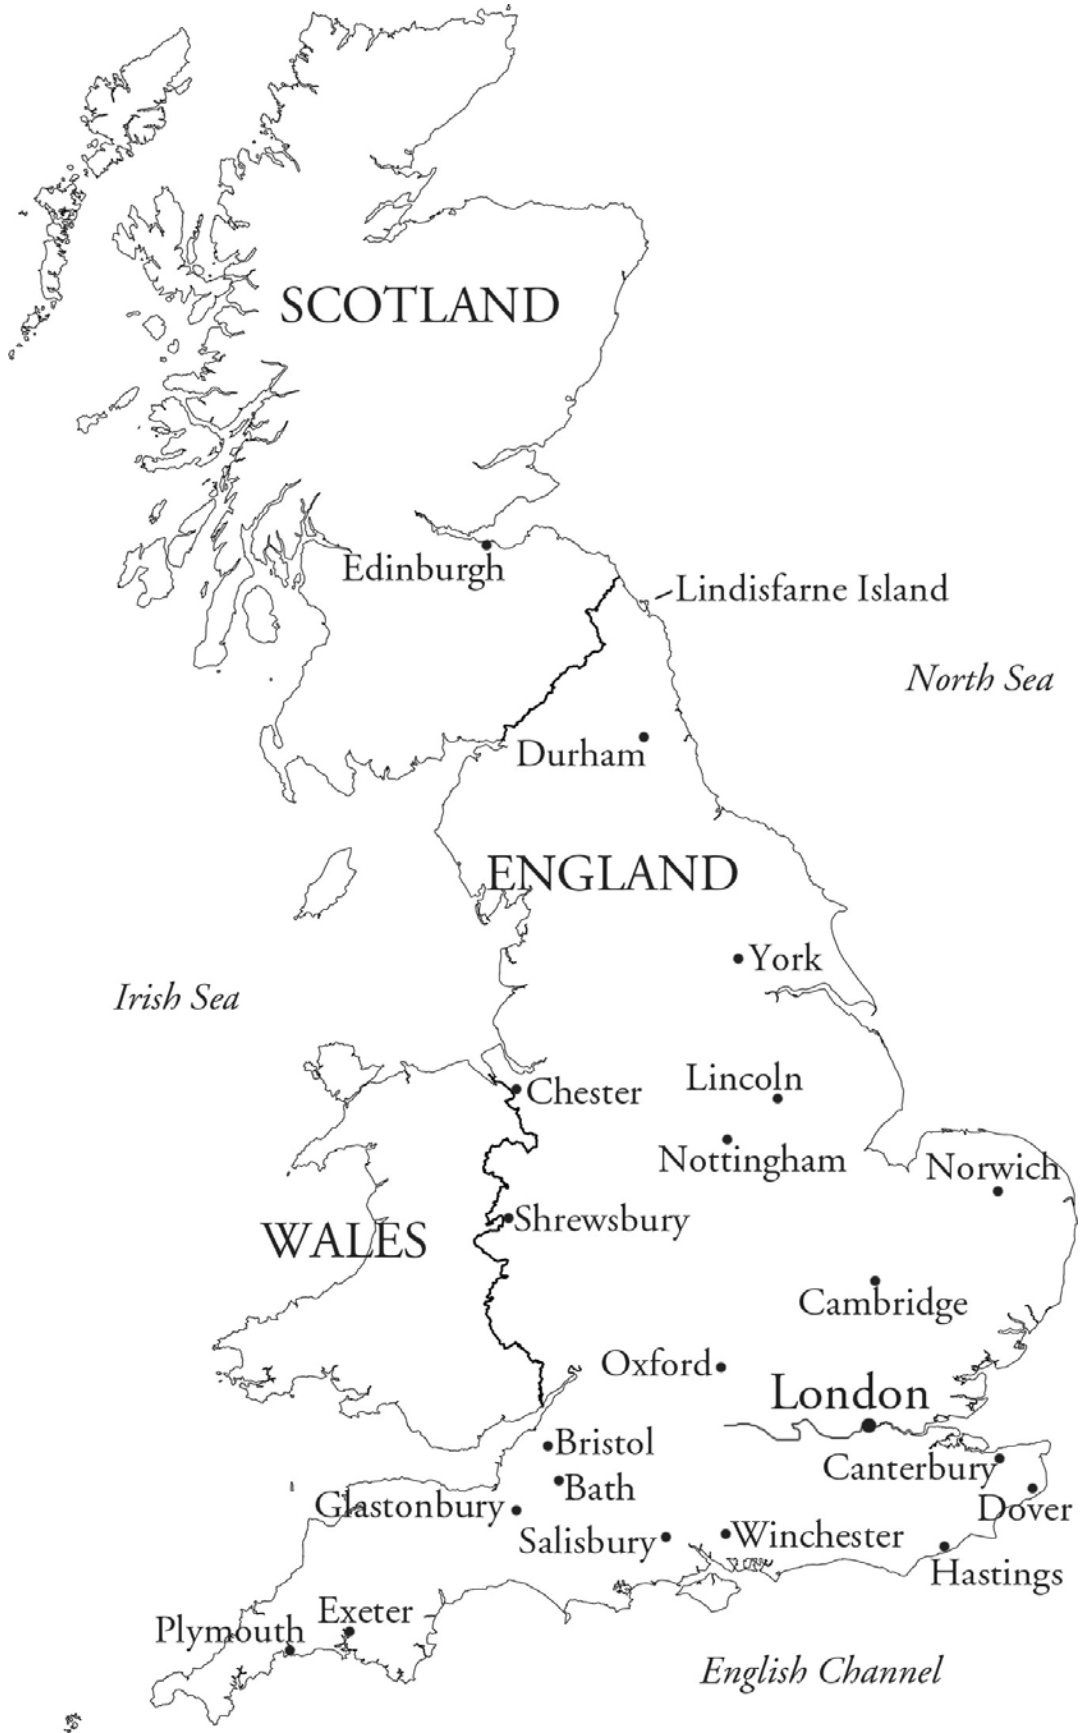 SCOTLAND
Edinburgh
Lindisfarne Island
North Sea
Durham
ENGLAND
York
Irish Sea
Lincoln
Chester
Nottingham
Norwich
Shrewsbury
WALES
Cambridge
Oxford
London
Bristol
Canterbury
Bath
Glastonbury
Dover
Salisbury
Winchester
Hastings
Exeter
Plymouth
English Channel